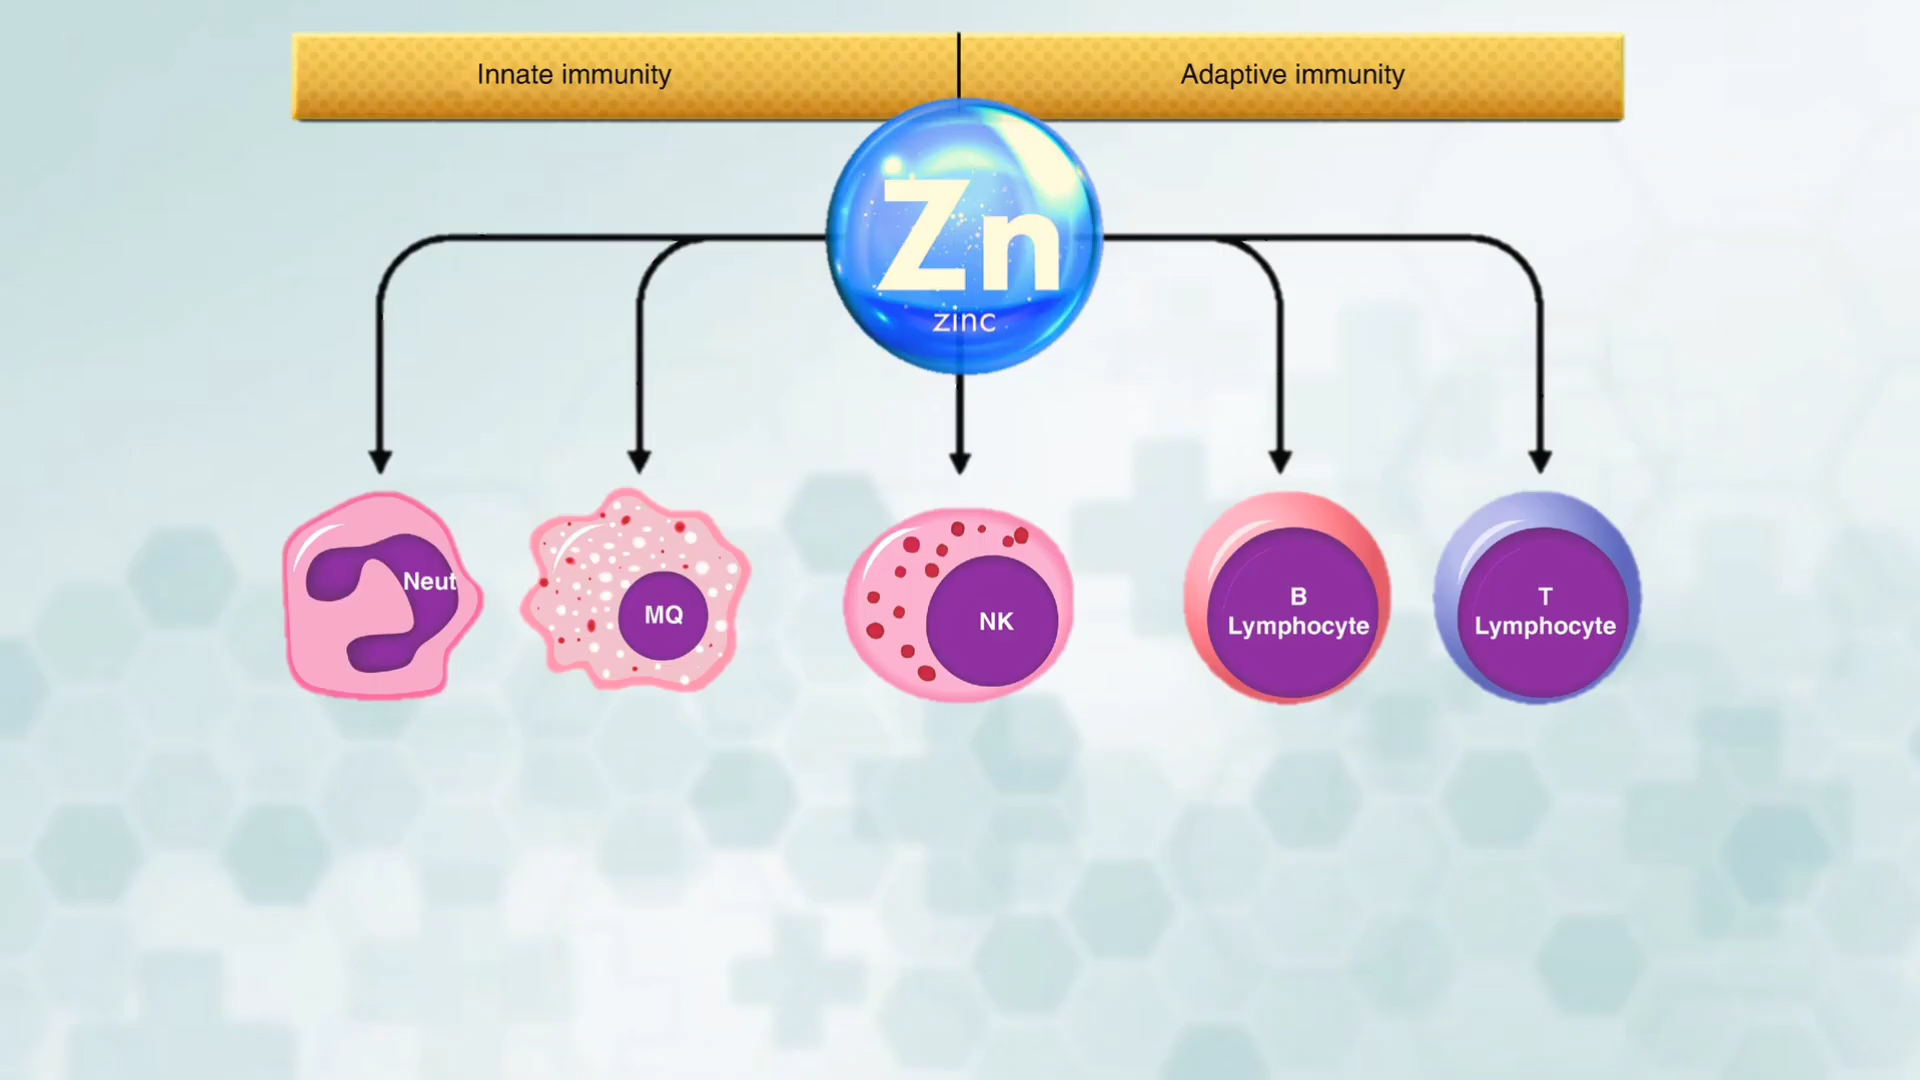 Innate immunity
Adaptive immunity
Zn
zinc
Neut
MQ
NK
B
Lymphocyte
T
Lymphocyte